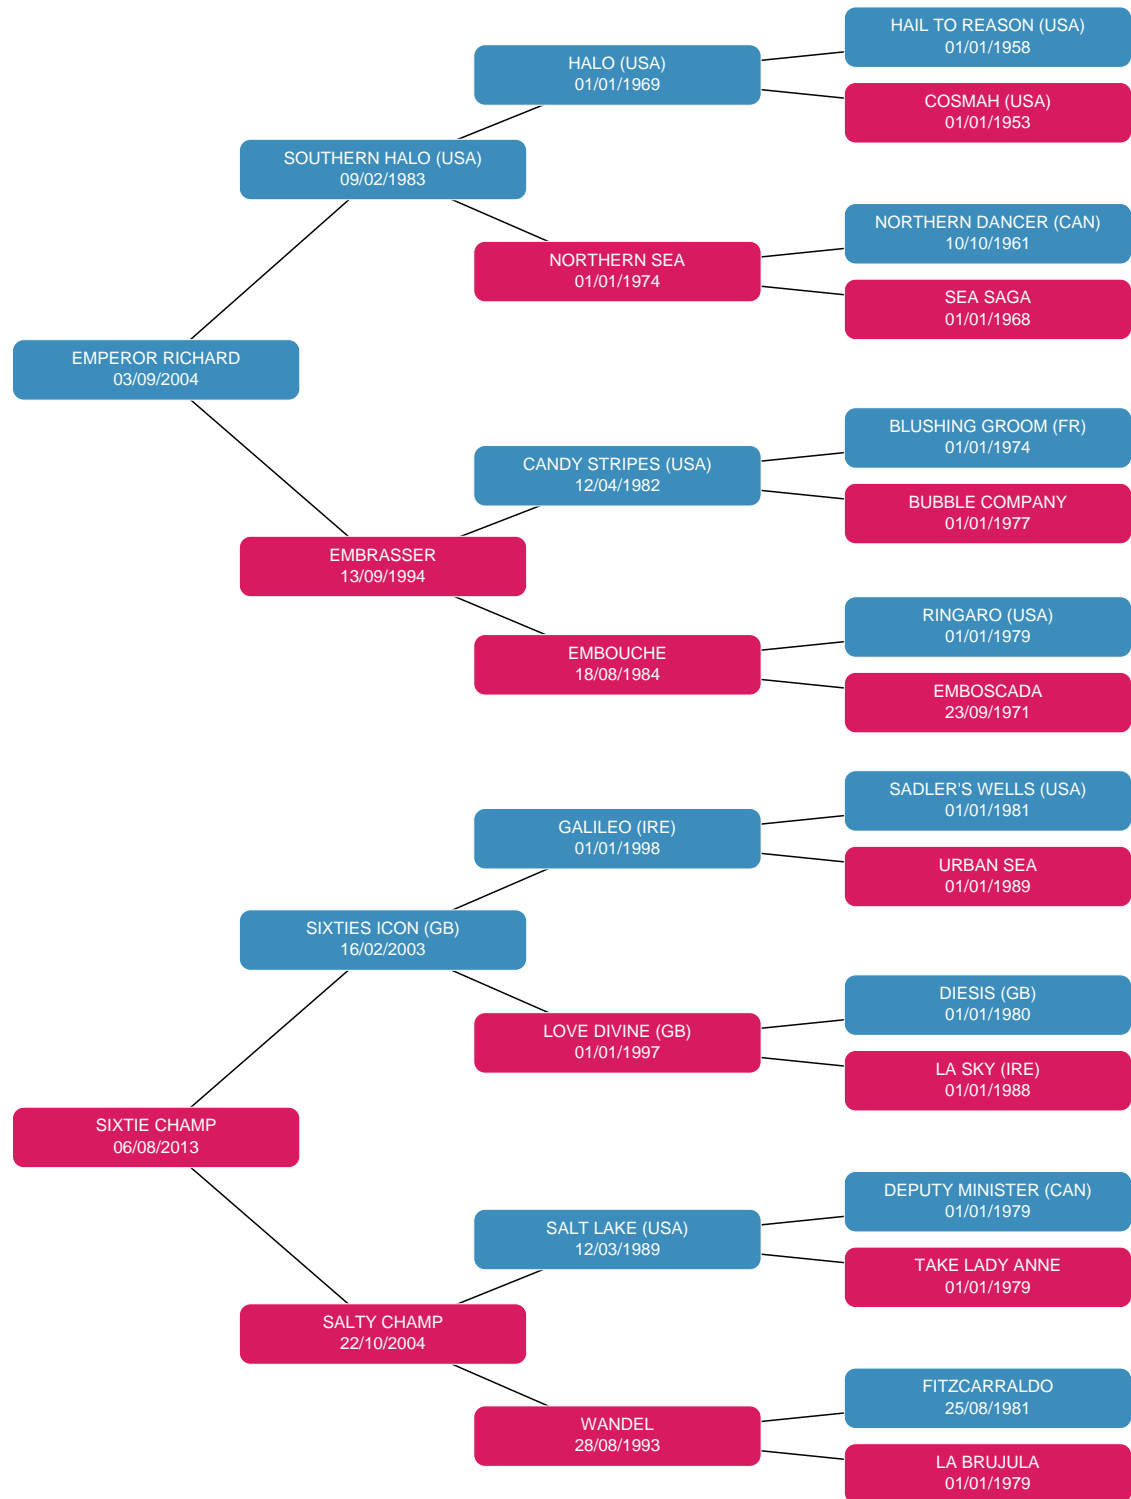 HAIL TO REASON (USA)
01/01/1958
HALO (USA)
01/01/1969
COSMAH (USA)
01/01/1953
SOUTHERN HALO (USA)
09/02/1983
NORTHERN DANCER (CAN)
10/10/1961
NORTHERN SEA
01/01/1974
SEA SAGA
01/01/1968
EMPEROR RICHARD
03/09/2004
BLUSHING GROOM (FR)
01/01/1974
CANDY STRIPES (USA)
12/04/1982
BUBBLE COMPANY
01/01/1977
EMBRASSER
13/09/1994
RINGARO (USA)
01/01/1979
EMBOUCHE
18/08/1984
EMBOSCADA
23/09/1971
SADLER'S WELLS (USA)
01/01/1981
GALILEO (IRE)
01/01/1998
URBAN SEA
01/01/1989
SIXTIES ICON (GB)
16/02/2003
DIESIS (GB)
01/01/1980
LOVE DIVINE (GB)
01/01/1997
LA SKY (IRE)
01/01/1988
SIXTIE CHAMP
06/08/2013
DEPUTY MINISTER (CAN)
01/01/1979
SALT LAKE (USA)
12/03/1989
TAKE LADY ANNE
01/01/1979
SALTY CHAMP
22/10/2004
FITZCARRALDO
25/08/1981
WANDEL
28/08/1993
LA BRUJULA
01/01/1979